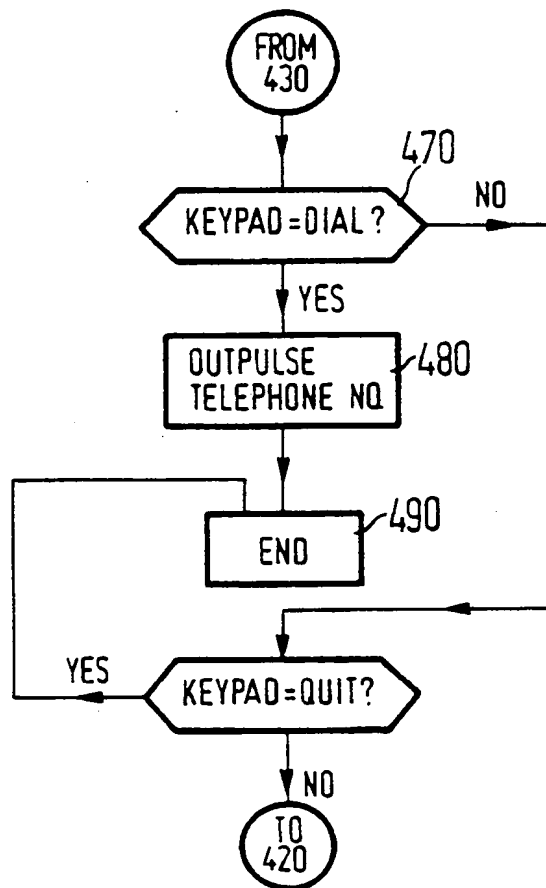 FROM
430
470
KEYPAD=DIAL?
NO
YES
OUTPULSE
TELEPHONE NO
480
490
END
YES
KEYPAD=QUIT?
NO
TO
420